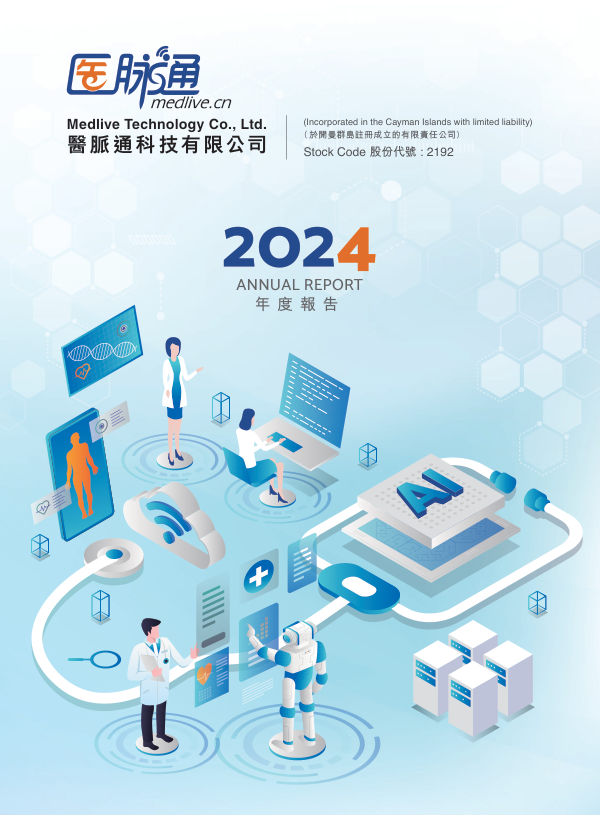 医脉通
medlive.cn
Medlive Technology Co., Ltd.
醫脈通科技有限公司
(Incorporated in the Cayman Islands with limited liability)
（於開曼群島註冊成立的有限責任公司）
Stock Code 股份代號 : 2192
2024
ANNUAL REPORT
年度報告
AI